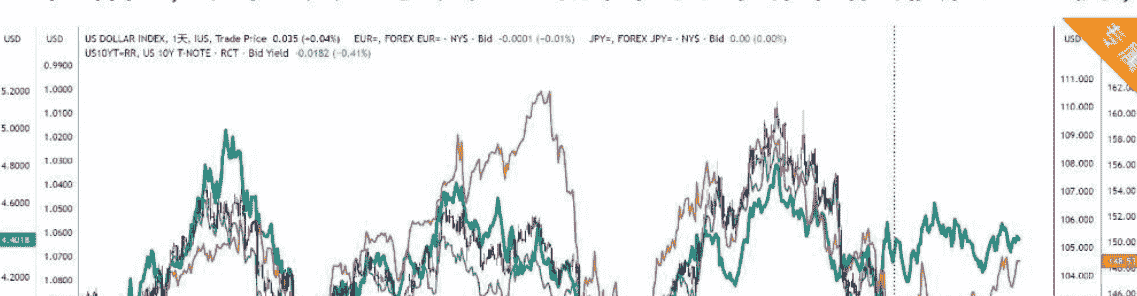 USD USD US DOLLAR INDEX, 1天, IUS, Trade Price 0.035 (+0.04%) EUR=, FOREX EUR= - NYS - Bid -0.0001 (-0.01%) JPY=, FOREX JPY= - NYS - Bid 0.00 (0.00%) USD
US10YT=RR, US 10Y T-NOTE - RCT - Bid Yield -0.0182 (-0.41%)
0.9900
111.000
5.2000 1.0000 162.0
1.0100 110.000
160.00
5.0000 1.0200 109.000
158.00
1.0300
4.8000 108.000 156.00
1.0400
107.000 154.00
4.6000 1.0500
106.000 152.00
1.0600
4.4018 105.000 150.00
1.0700
148.
4.2000 1.0800 104.000
146.00